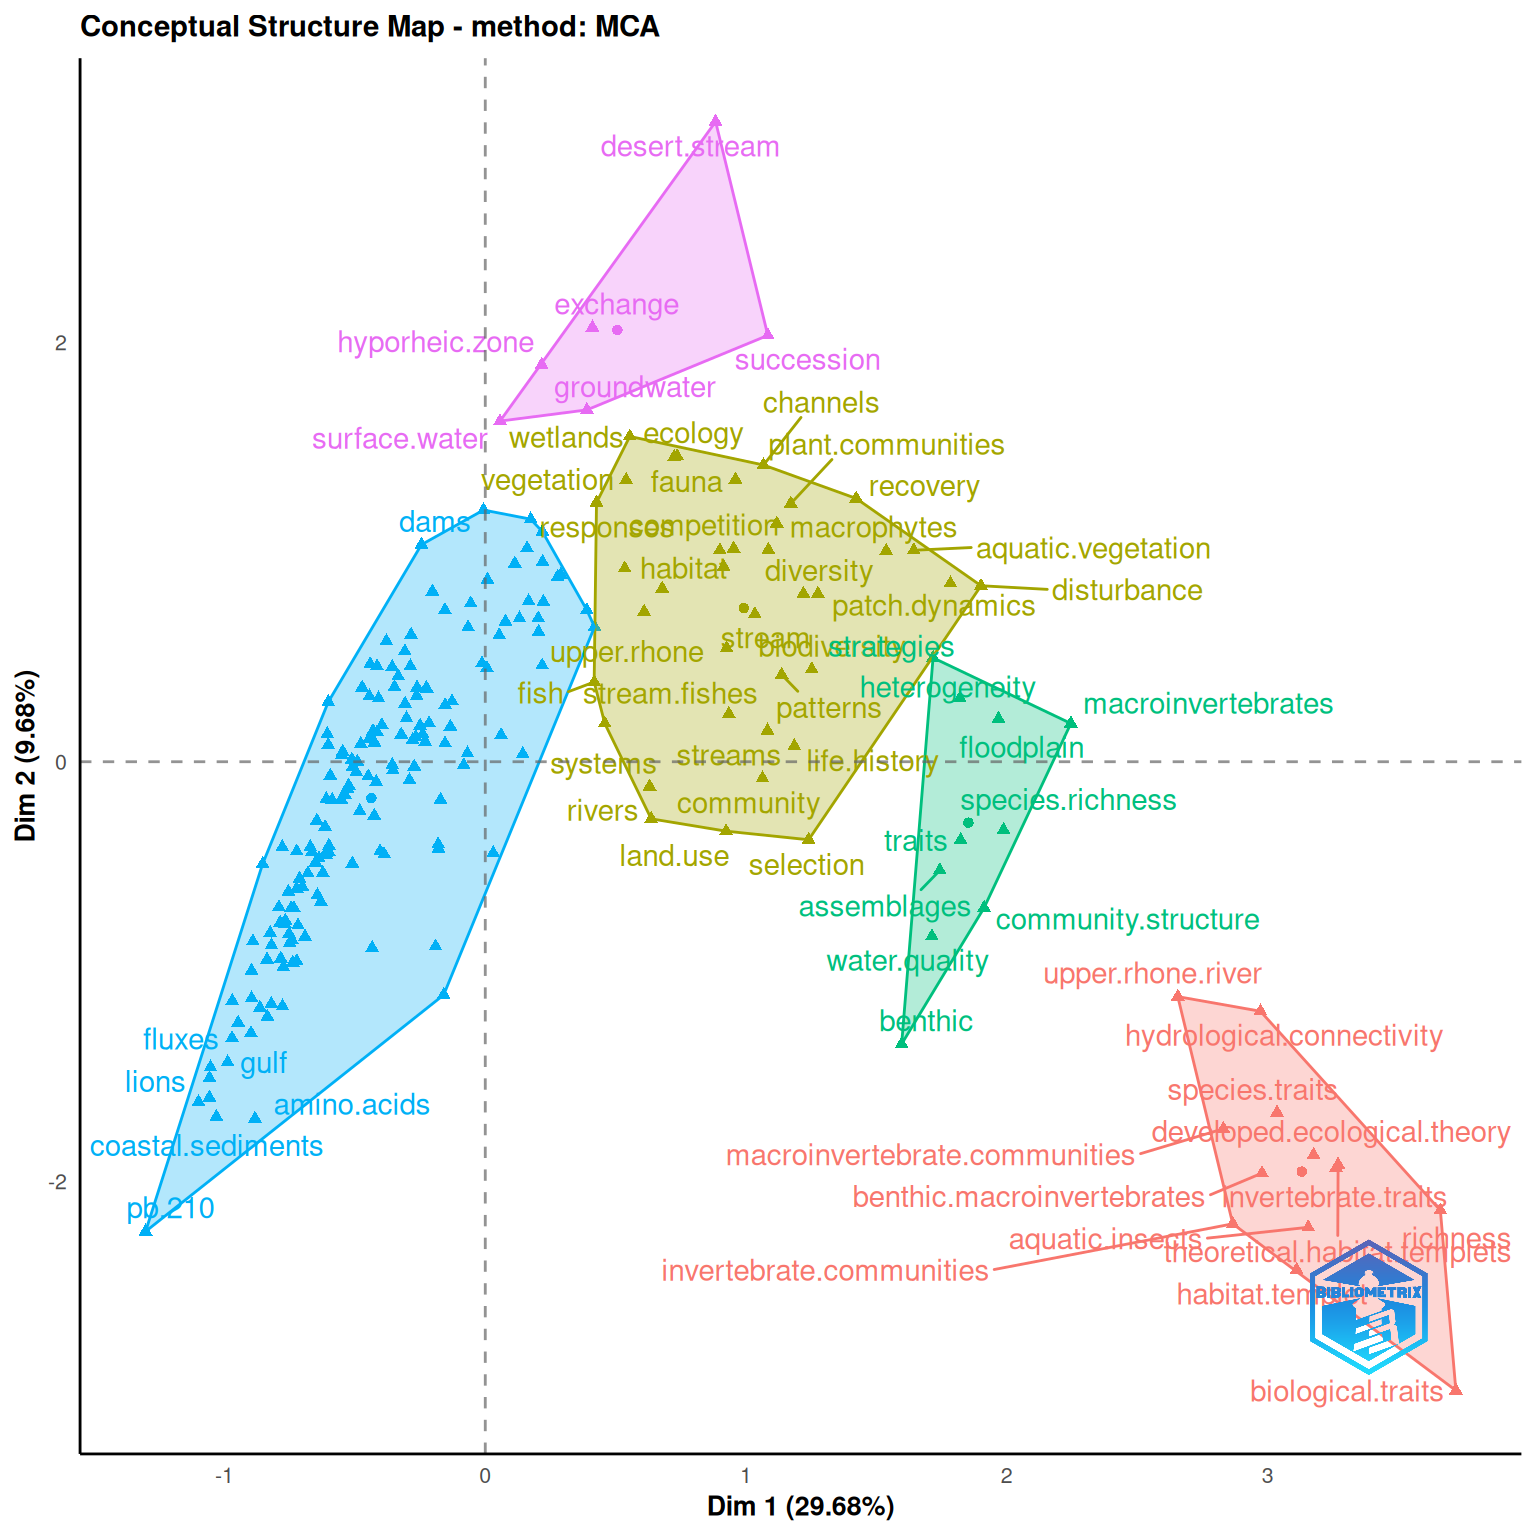 Conceptual Structure Map - method: MCA
desert.stream
exchange
hyporheic.zone
2
succession
groundwater
channels
surface.water
wetlands
ecology
plant.communities
vegetation
fauna
recovery
dams
responses
competition
macrophytes
aquatic.vegetation
habitat
diversity
disturbance
patch.dynamics
stream
biodiversity
strategies
upper.rhone
heterogeneity
fish
stream.fishes
macroinvertebrates
patterns
floodplain
streams
life.history
0
systems
species.richness
community
rivers
traits
land.use
selection
assemblages
community.structure
water.quality
upper.rhone.river
benthic
hydrological.connectivity
fluxes
gulf
lions
species.traits
amino.acids
developed.ecological.theory
coastal.sediments
macroinvertebrate.communities
-2
benthic.macroinvertebrates
invertebrate.traits
pb.210
aquatic.insects
richness
theoretical.habitat.templets
invertebrate.communities
habitat.templet
BIBLIOMETRIX
biological.traits
-1
0
1
2
3
Dim 1 (29.68%)
Dim 2 (9.68%)